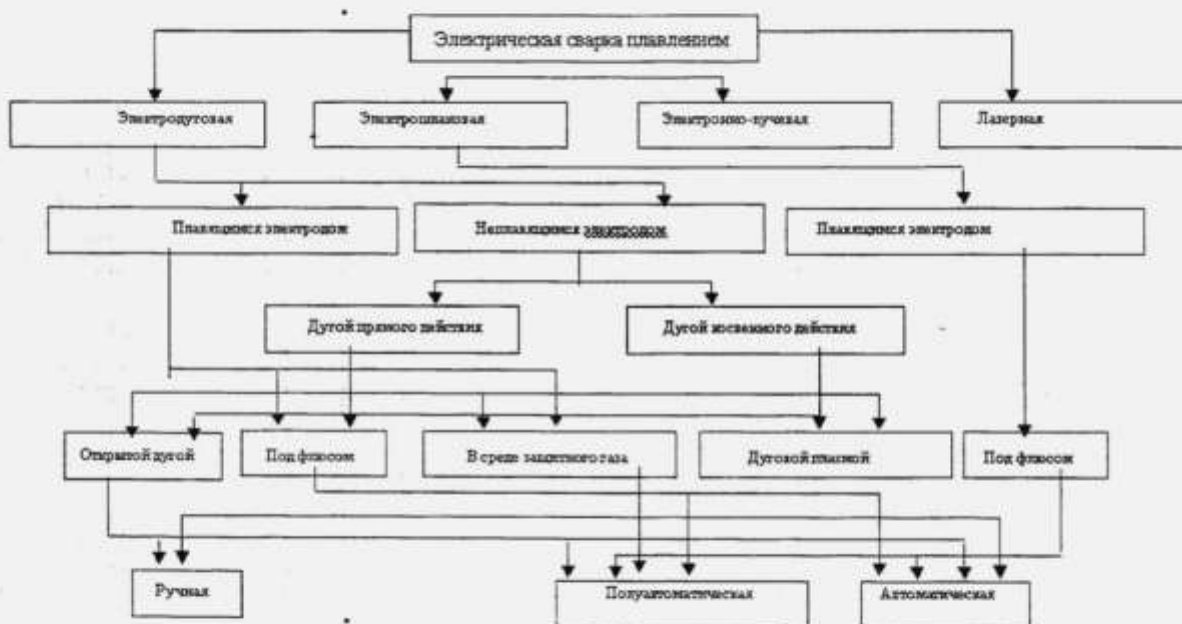 Электрическая сварка плавлением
Электродуговая
Электрошлаковая
Электронно-лучевая
Лазерная
Плавящимся электродом
Неплавящимся электродом
Плавящимся электродом
Дугой прямого действия
Дугой косвенного действия
Открытой дугой
Под флюсом
В среде защитного газа
Дуговой плазмой
Под флюсом
Ручная
Полуавтоматическая
Автоматическая